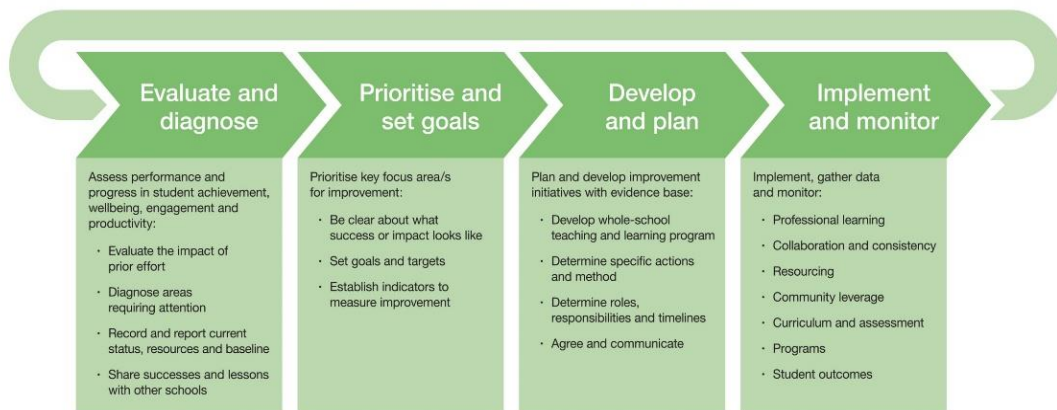 Evaluate and
diagnose
Assess performance and
progress in student achievement,
wellbeing, engagement and
productivity:
· Evaluate the impact of
prior effort
· Diagnose areas
requiring attention
· Record and report current
status, resources and baseline
· Share successes and lessons
with other schools
Prioritise and
set goals
Prioritise key focus area/s
for improvement:
· Be clear about what
success or impact looks like
· Set goals and targets
· Establish indicators to
measure improvement
Develop
and plan
Plan and develop improvement
initiatives with evidence base:
· Develop whole-school
teaching and learning program
· Determine specific actions
and method
· Determine roles,
responsibilities and timelines
· Agree and communicate
Implement
and monitor
Implement, gather data
and monitor:
· Professional learning
· Collaboration and consistency
· Resourcing
· Community leverage
· Curriculum and assessment
· Programs
· Student outcomes